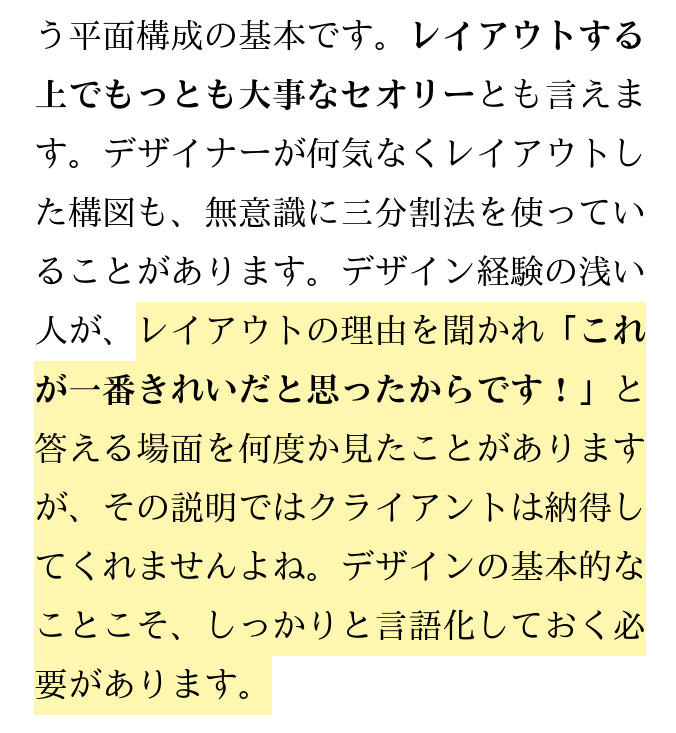 う平面構成の基本です。レイアウトする
上でもっとも大事なセオリーとも言えま
す。デザイナーが何気なくレイアウトし
た構図も、無意識に三分割法を使ってい
ることがあります。デザイン経験の浅い
人が、レイアウトの理由を聞かれ「これ
が一番きれいだと思ったからです！」と
答える場面を何度か見たことがあります
が、その説明ではクライアントは納得し
てくれませんよね。デザインの基本的な
ことこそ、しっかりと言語化しておく必
要があります。